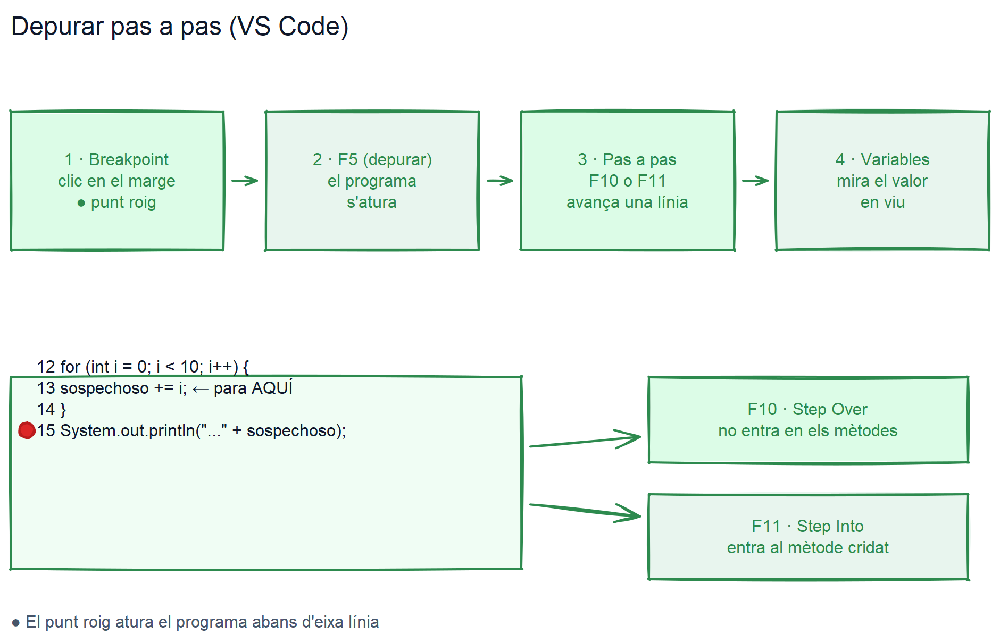 Depurar pas a pas (VS Code)
1 · Breakpoint
clic en el marge
● punt roig
2 · F5 (depurar)
el programa
s'atura
3 · Pas a pas
F10 o F11
avança una línia
4 · Variables
mira el valor
en viu
12 for (int i = 0; i < 10; i++) {
13 sospechoso += i; ← para AQUÍ
14 }
15 System.out.println("..." + sospechoso);
F10 · Step Over
no entra en els mètodes
F11 · Step Into
entra al mètode cridat
● El punt roig atura el programa abans d'eixa línia